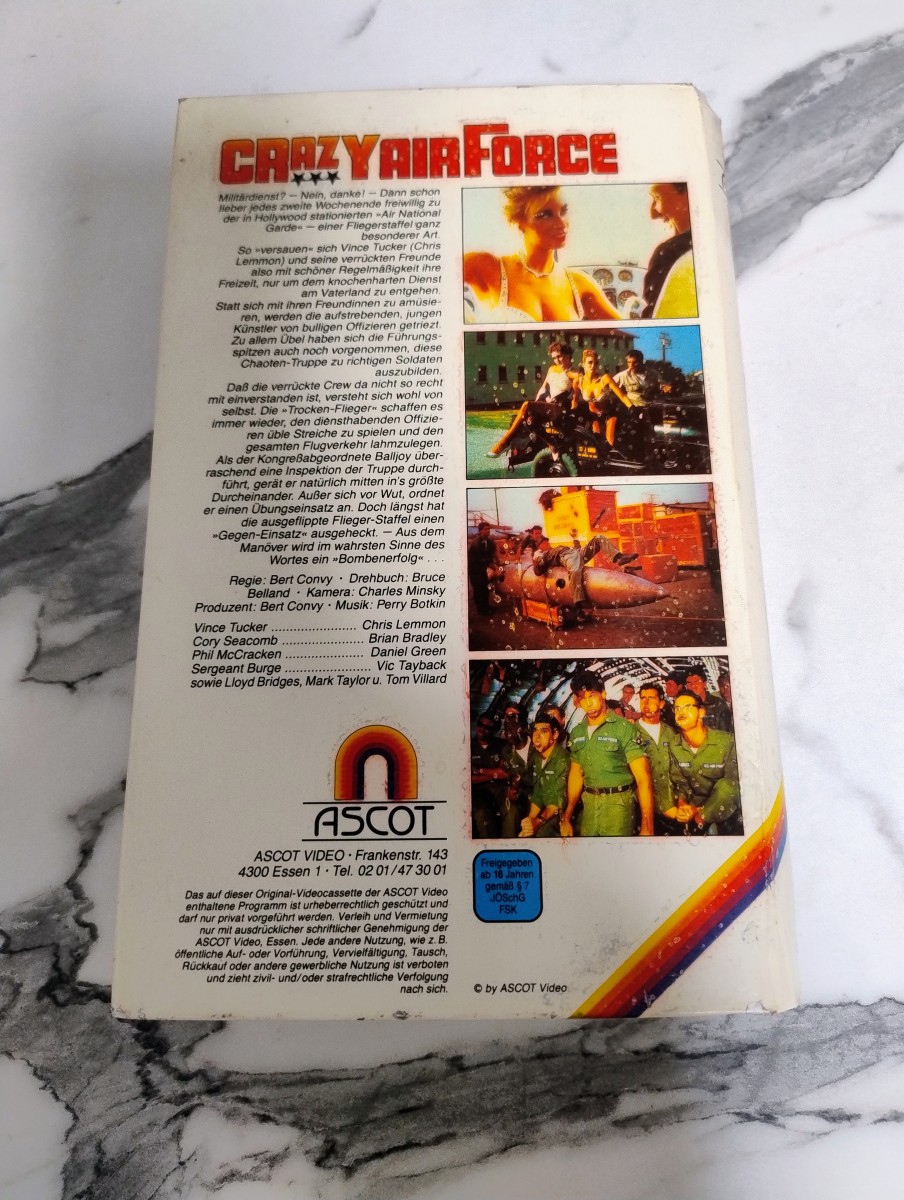 CRAZY AIR FORCE
Militärdienst? — Nein, danke! — Dann schon
lieber jedes zweite Wochenende freiwillig zu
der in Hollywood stationierten »Air National
Garde« — einer Fliegerstaffel ganz
besonderer Art.
So »versauen« sich Vince Tucker (Chris
Lemmon) und seine verrückten Freunde
also mit schöner Regelmäßigkeit ihre
Freizeit, nur um dem knochenharten Dienst
am Vaterland zu entgehen.
Statt sich mit ihren Freundinnen zu amüsie-
ren, werden die aufstrebenden, jungen
Künstler von bulligen Offizieren getriezt.
Zu allem Übel haben sich die Führungs-
spitzen auch noch vorgenommen, diese
Chaoten-Truppe zu richtigen Soldaten
auszubilden.
Daß die verrückte Crew da nicht so recht
mit einverstanden ist, versteht sich wohl von
selbst. Die »Trocken-Flieger« schaffen es
immer wieder, den diensthabenden Offizie-
ren üble Streiche zu spielen und den
gesamten Flugverkehr lahmzulegen.
Als der Kongreßabgeordnete Balljoy über-
raschend eine Inspektion der Truppe durch-
führt, gerät er natürlich mitten in's größte
Durcheinander. Außer sich vor Wut, ordnet
er einen Übungseinsatz an. Doch längst hat
die ausgeflippte Flieger-Staffel einen
»Gegen-Einsatz« ausgeheckt. — Aus dem
Manöver wird im wahrsten Sinne des
Wortes ein »Bombenerfolg« . . .
Regie: Bert Convy · Drehbuch: Bruce
Belland · Kamera: Charles Minsky
Produzent: Bert Convy · Musik: Perry Botkin
Vince Tucker ....................... Chris Lemmon
Cory Seacomb ...................... Brian Bradley
Phil McCracken ..................... Daniel Green
Sergeant Burge ....................... Vic Tayback
sowie Lloyd Bridges, Mark Taylor u. Tom Villard
ASCOT
ASCOT VIDEO · Frankenstr. 143
4300 Essen 1 · Tel. 02 01/47 30 01
Das auf dieser Original-Videocassette der ASCOT Video
enthaltene Programm ist urheberrechtlich geschützt und
darf nur privat vorgeführt werden. Verleih und Vermietung
nur mit ausdrücklicher schriftlicher Genehmigung der
ASCOT Video, Essen. Jede andere Nutzung, wie z. B.
öffentliche Auf- oder Vorführung, Vervielfältigung, Tausch,
Rückkauf oder andere gewerbliche Nutzung ist verboten
und zieht zivil- und/oder strafrechtliche Verfolgung
nach sich.
Freigegeben
ab 16 Jahren
gemäß § 7
JÖSchG
FSK
© by ASCOT Video